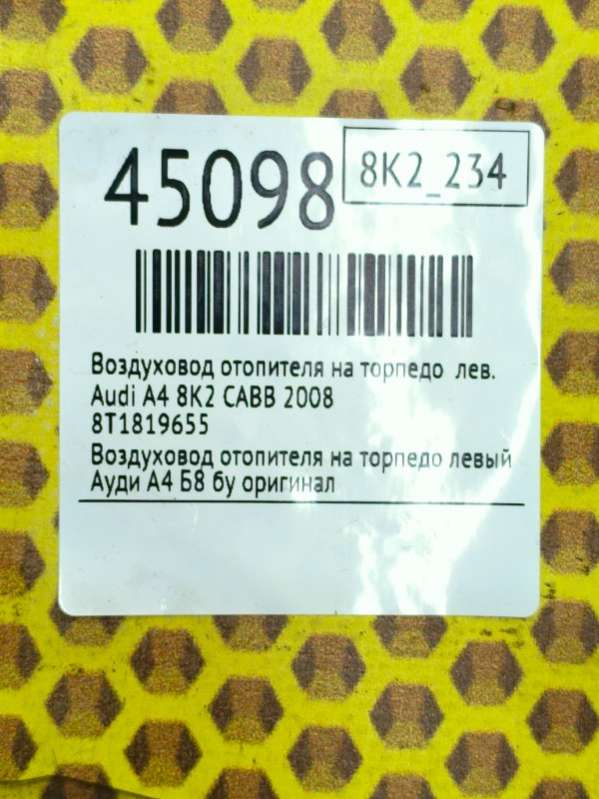 45098
8K2_234
Воздуховод отопителя на торпедо лев.
Audi A4 8K2 CABB 2008
8T1819655
Воздуховод отопителя на торпедо левый
Ауди А4 Б8 бу оригинал